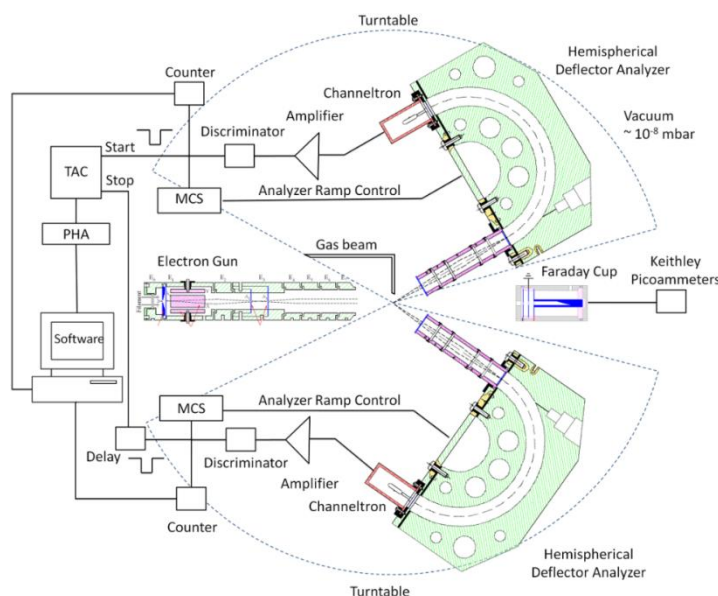 Turntable
Hemispherical
Deflector Analyzer
Counter
Channeltron
Amplifier
Vacuum
~ 10⁻⁸ mbar
Discriminator
Start
TAC
Stop
MCS
Analyzer Ramp Control
PHA
Gas beam
Electron Gun
Faraday Cup
Keithley
Picoammeters
Filament
Software
MCS
Analyzer Ramp Control
Delay
Discriminator
Amplifier
Channeltron
Counter
Hemispherical
Deflector Analyzer
Turntable